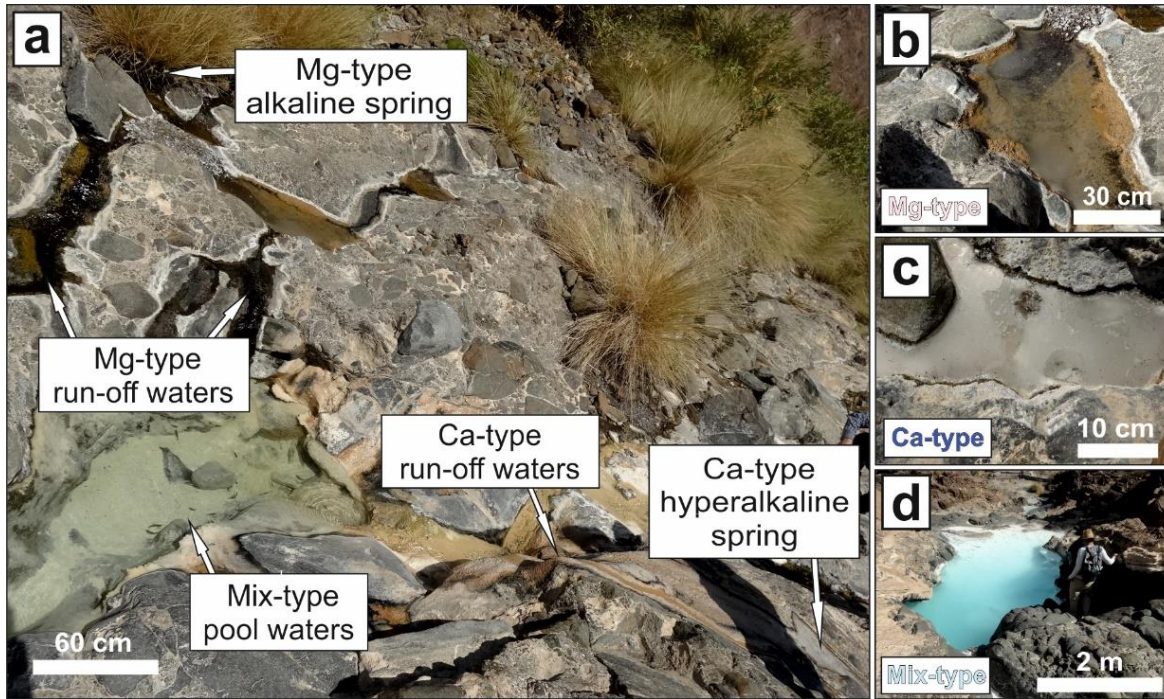 a
Mg-type
alkaline spring
Mg-type
run-off waters
Ca-type
run-off waters
Ca-type
hyperalkaline
spring
Mix-type
pool waters
60 cm
b
Mg-type
30 cm
c
Ca-type
10 cm
d
Mix-type
2 m